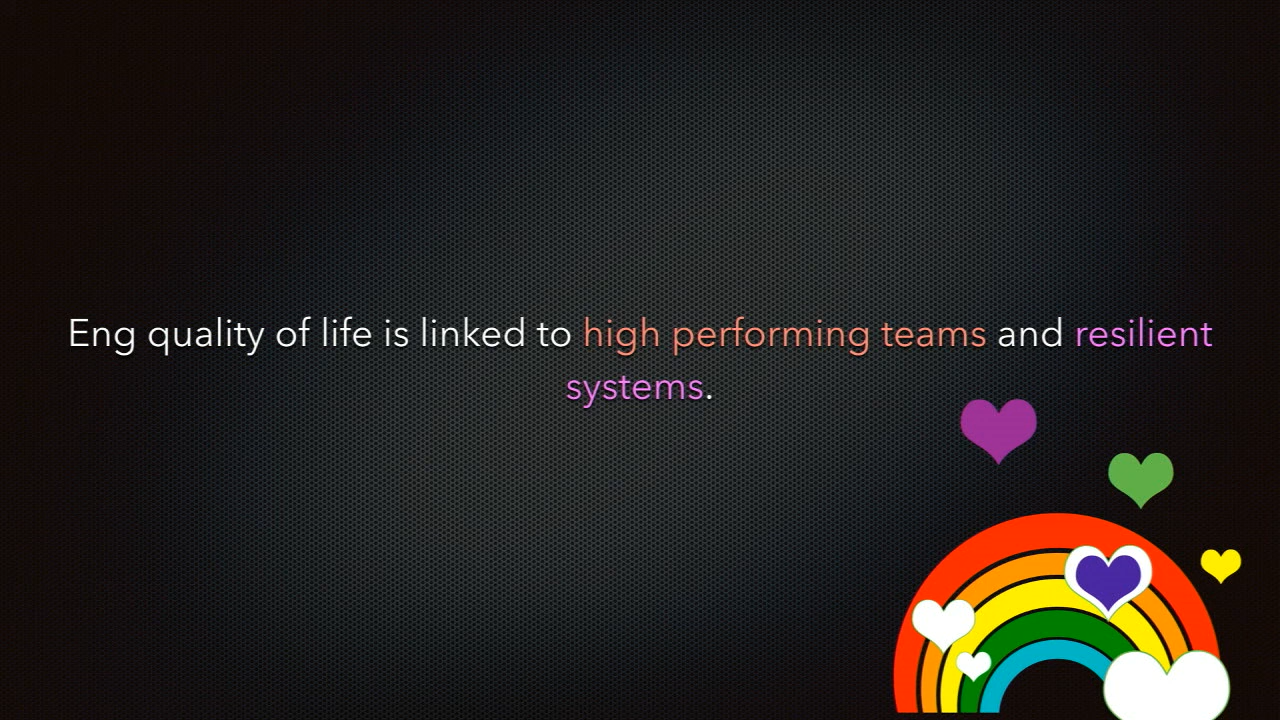 Eng quality of life is linked to high performing teams and resilient
systems.